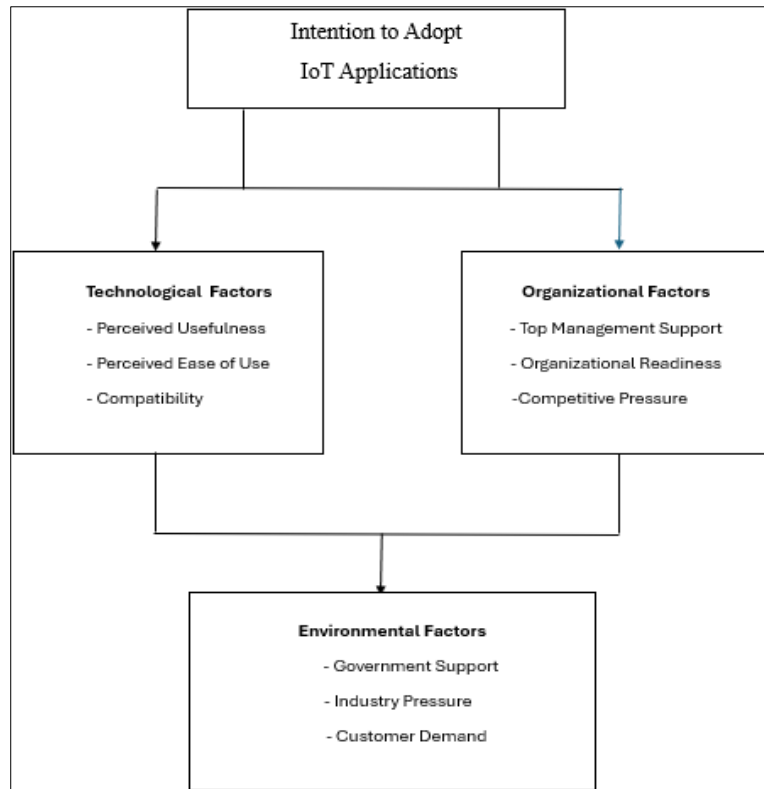 Intention to Adopt
IoT Applications
Technological Factors
- Perceived Usefulness
- Perceived Ease of Use
- Compatibility
Organizational Factors
- Top Management Support
- Organizational Readiness
-Competitive Pressure
Environmental Factors
- Government Support
- Industry Pressure
- Customer Demand